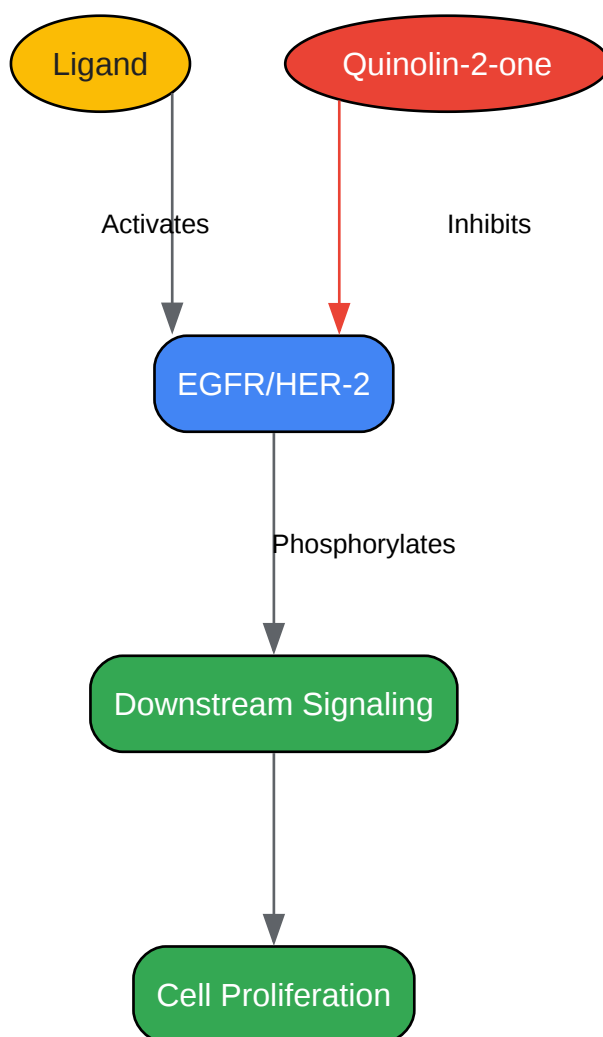 Ligand
Quinolin-2-one
Activates
Inhibits
EGFR/HER-2
Phosphorylates
Downstream Signaling
Cell Proliferation